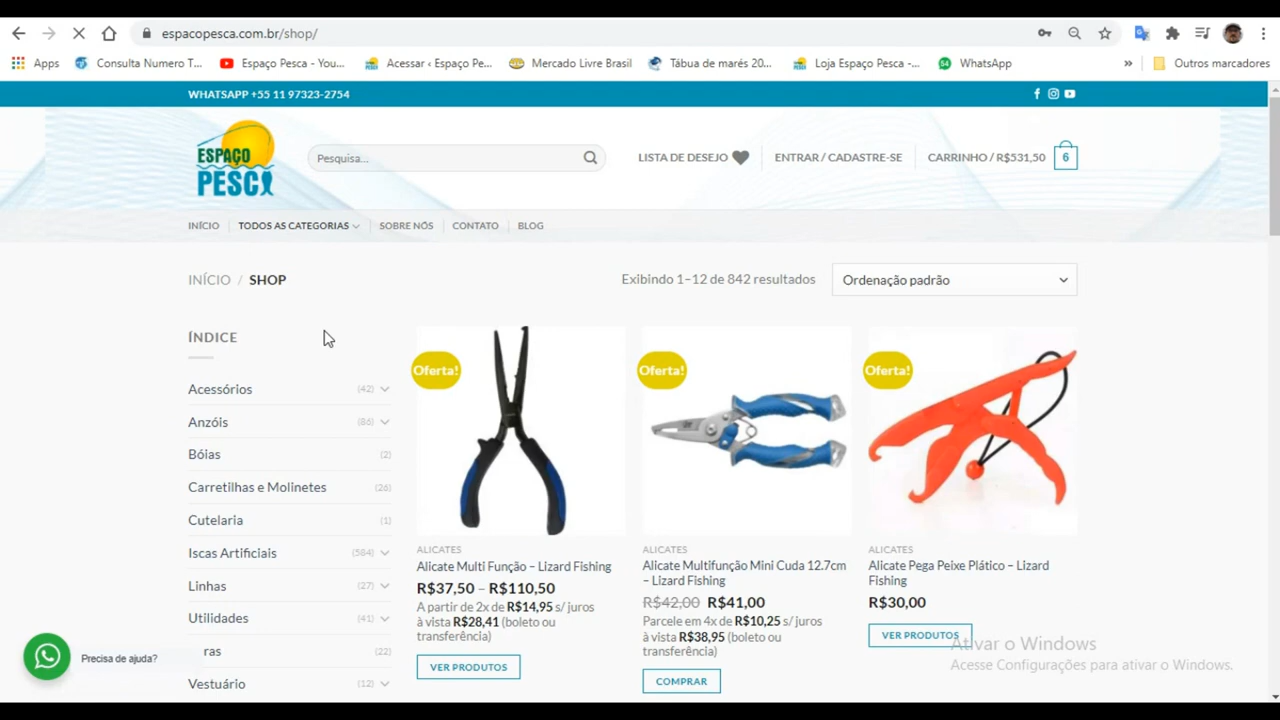 espacopesca.com.br/shop/
Apps
Consulta Numero T...
Espaço Pesca - You...
Acessar ‹ Espaço Pe...
Mercado Livre Brasil
Tábua de marés 20...
Loja Espaço Pesca -...
WhatsApp
»
Outros marcadores
WHATSAPP +55 11 97323-2754
ESPAÇO
PESCA
Pesquisa...
LISTA DE DESEJO
ENTRAR / CADASTRE-SE
CARRINHO / R$531,50
6
INÍCIO
TODOS AS CATEGORIAS
SOBRE NÓS
CONTATO
BLOG
INÍCIO / SHOP
Exibindo 1–12 de 842 resultados
Ordenação padrão
ÍNDICE
Acessórios (42)
Anzóis (86)
Bóias (2)
Carretilhas e Molinetes (26)
Cutelaria (1)
Iscas Artificiais (584)
Linhas (27)
Utilidades (41)
ras (22)
Vestuário (12)
Precisa de ajuda?
Oferta!
ALICATES
Alicate Multi Função – Lizard Fishing
R$37,50 – R$110,50
A partir de 2x de R$14,95 s/ juros
à vista R$28,41 (boleto ou
transferência)
VER PRODUTOS
Oferta!
ALICATES
Alicate Multifunção Mini Cuda 12.7cm
– Lizard Fishing
R$42,00 R$41,00
Parcele em 4x de R$10,25 s/ juros
à vista R$38,95 (boleto ou
transferência)
COMPRAR
Oferta!
ALICATES
Alicate Pega Peixe Plático – Lizard
Fishing
R$30,00
VER PRODUTOS
Ativar o Windows
Acesse Configurações para ativar o Windows.